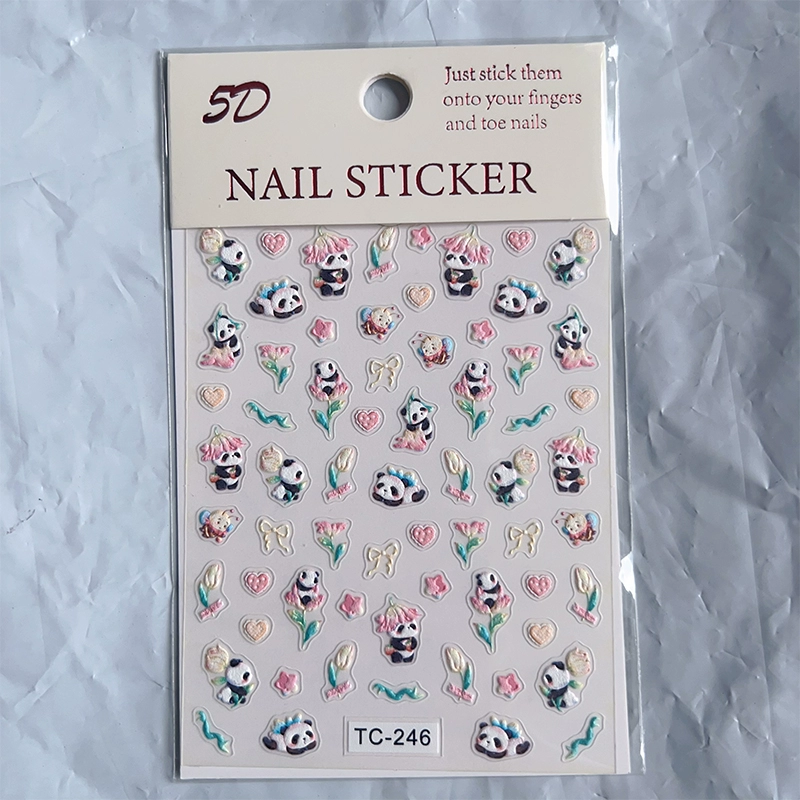 5D
Just stick them
onto your fingers
and toe nails
NAIL STICKER
TC-246